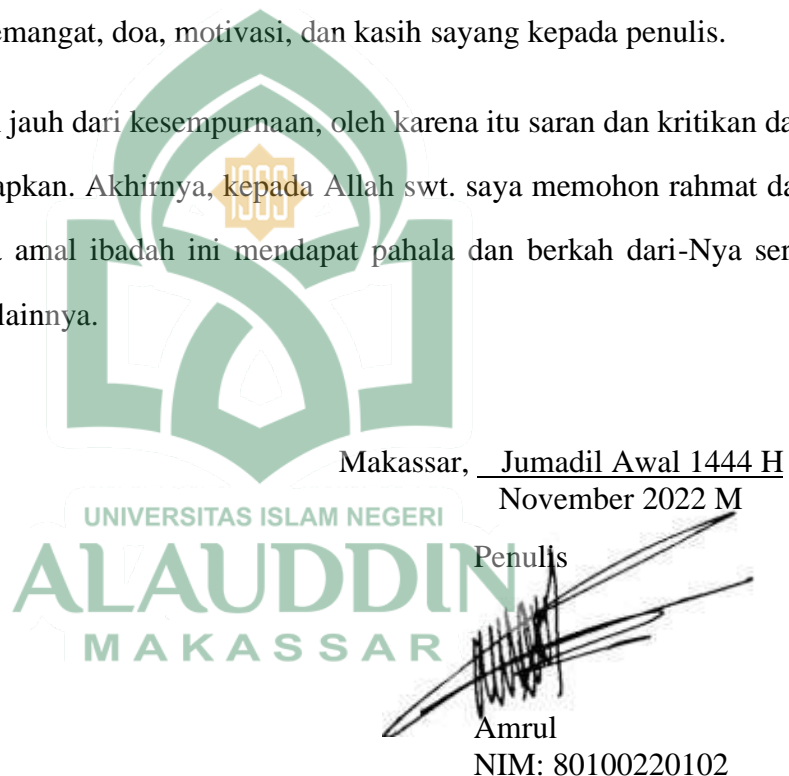 emangat, doa, motivasi, dan kasih sayang kepada penulis.
jauh dari kesempurnaan, oleh karena itu saran dan kritikan da
apkan. Akhirnya, kepada Allah swt. saya memohon rahmat da
amal ibadah ini mendapat pahala dan berkah dari-Nya ser
lainnya.
1965
Makassar, Jumadil Awal 1444 H
November 2022 M
UNIVERSITAS ISLAM NEGERI
ALAUDDIN
MAKASSAR
Penulis
Amrul
NIM: 80100220102